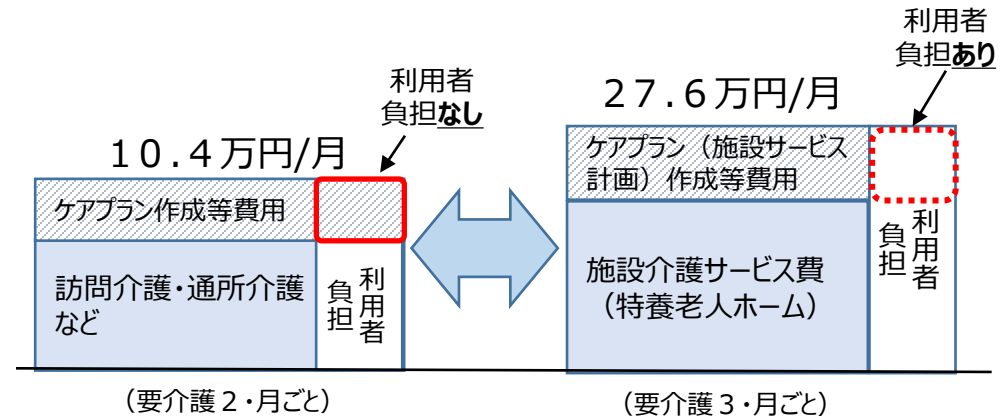 利用者
負担なし
１０.４万円/月
ケアプラン作成等費用
訪問介護・通所介護
など
利用者
負担
（要介護２・月ごと）
利用者
負担あり
２７.６万円/月
ケアプラン（施設サービス
計画）作成等費用
施設介護サービス費
（特養老人ホーム）
利用者
負担
（要介護３・月ごと）